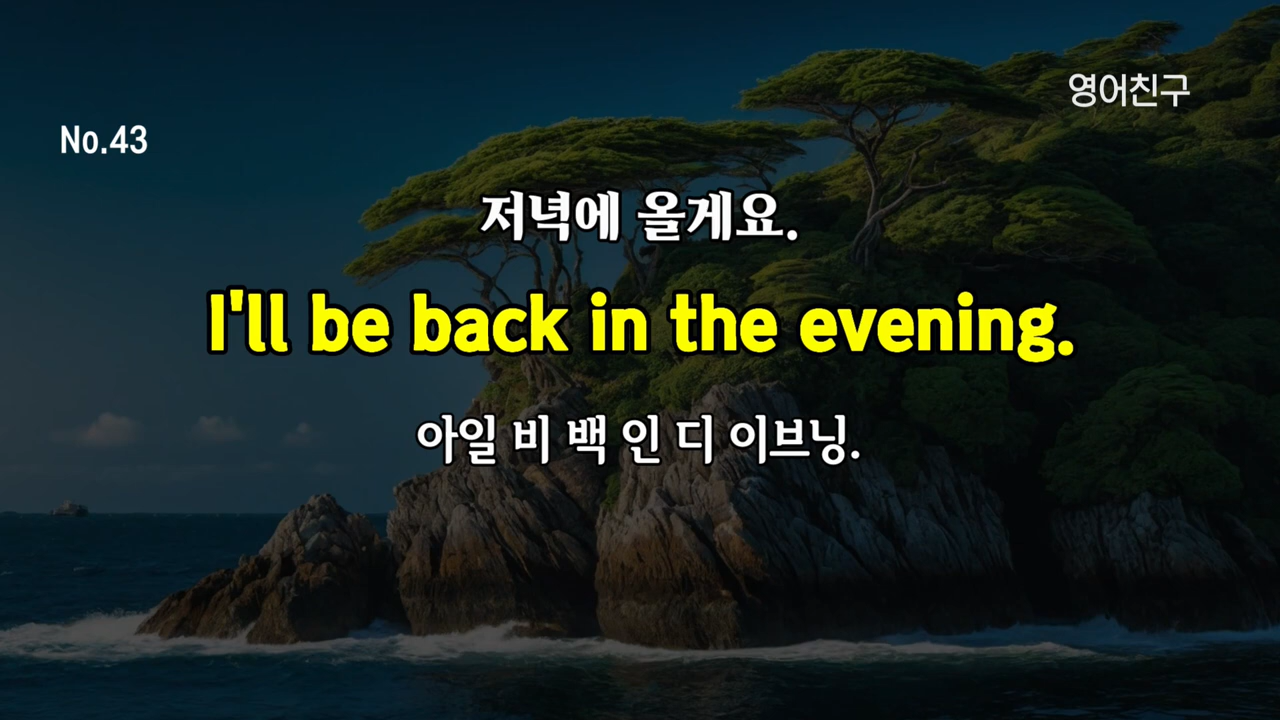 영어친구
No.43
저녁에 올게요.
I'll be back in the evening.
아일 비 백 인 디 이브닝.